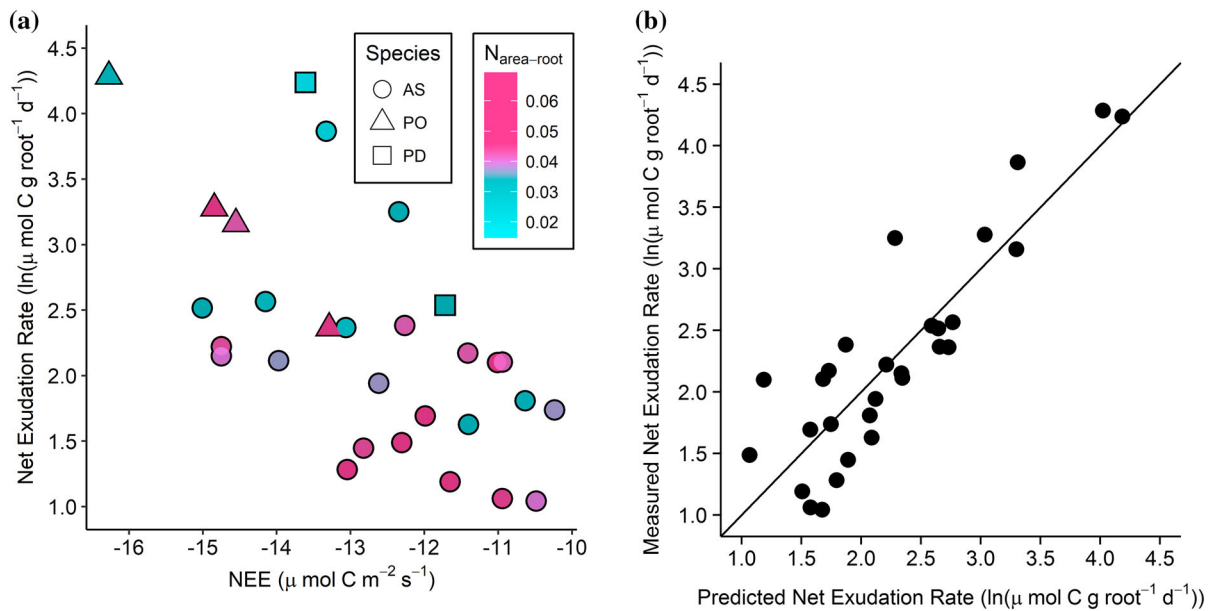 (a)
Net Exudation Rate (ln(μ mol C g root⁻¹ d⁻¹))
4.5
4.0
3.5
3.0
2.5
2.0
1.5
1.0
-16 -15 -14 -13 -12 -11 -10
NEE (μ mol C m⁻² s⁻¹)
Species
AS
PO
PD
N area–root
0.06
0.05
0.04
0.03
0.02
(b)
Measured Net Exudation Rate (ln(μ mol C g root⁻¹ d⁻¹))
4.5
4.0
3.5
3.0
2.5
2.0
1.5
1.0
1.0 1.5 2.0 2.5 3.0 3.5 4.0 4.5
Predicted Net Exudation Rate (ln(μ mol C g root⁻¹ d⁻¹))